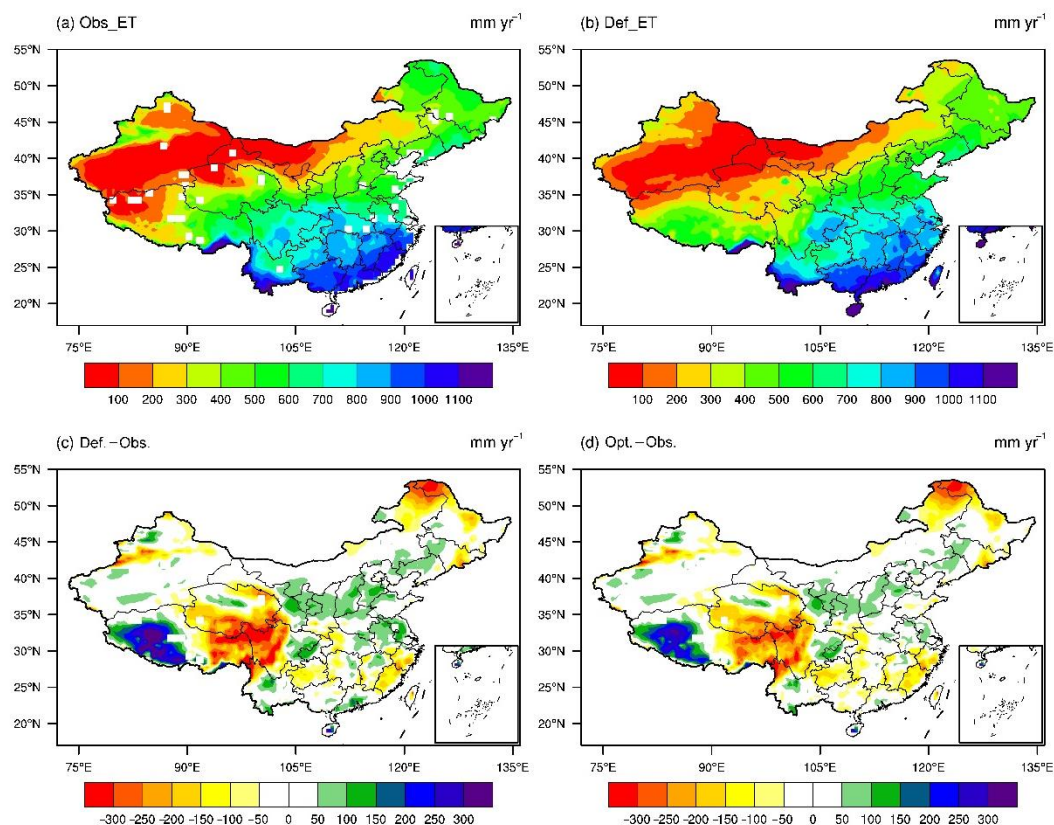 (a) Obs_ET mm yr⁻¹
55°N
50°N
45°N
40°N
35°N
30°N
25°N
20°N
75°E 90°E 105°E 120°E 135°E
100 200 300 400 500 600 700 800 900 1000 1100
(b) Def_ET mm yr⁻¹
55°N
50°N
45°N
40°N
35°N
30°N
25°N
20°N
75°E 90°E 105°E 120°E 135°E
100 200 300 400 500 600 700 800 900 1000 1100
(c) Def.−Obs. mm yr⁻¹
55°N
50°N
45°N
40°N
35°N
30°N
25°N
20°N
75°E 90°E 105°E 120°E 135°E
−300 −250 −200 −150 −100 −50 0 50 100 150 200 250 300
(d) Opt.−Obs. mm yr⁻¹
55°N
50°N
45°N
40°N
35°N
30°N
25°N
20°N
75°E 90°E 105°E 120°E 135°E
−300 −250 −200 −150 −100 −50 0 50 100 150 200 250 300